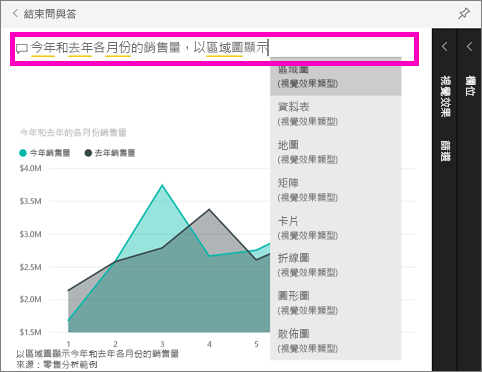 結束問與答
今年和去年各月份的銷售量，以區域圖顯示
區域圖
(視覺效果類型)
資料表
(視覺效果類型)
地圖
(視覺效果類型)
矩陣
(視覺效果類型)
卡片
(視覺效果類型)
折線圖
(視覺效果類型)
圓形圖
(視覺效果類型)
散佈圖
(視覺效果類型)
今年和去年的各月份銷售量
今年銷售量 去年銷售量
$4.0M
$3.5M
$3.0M
$2.5M
$2.0M
$1.5M
1 2 3 4 5
以區域圖顯示今年和去年各月份的銷售量
來源：零售分析範例
視覺效果
篩選
欄位